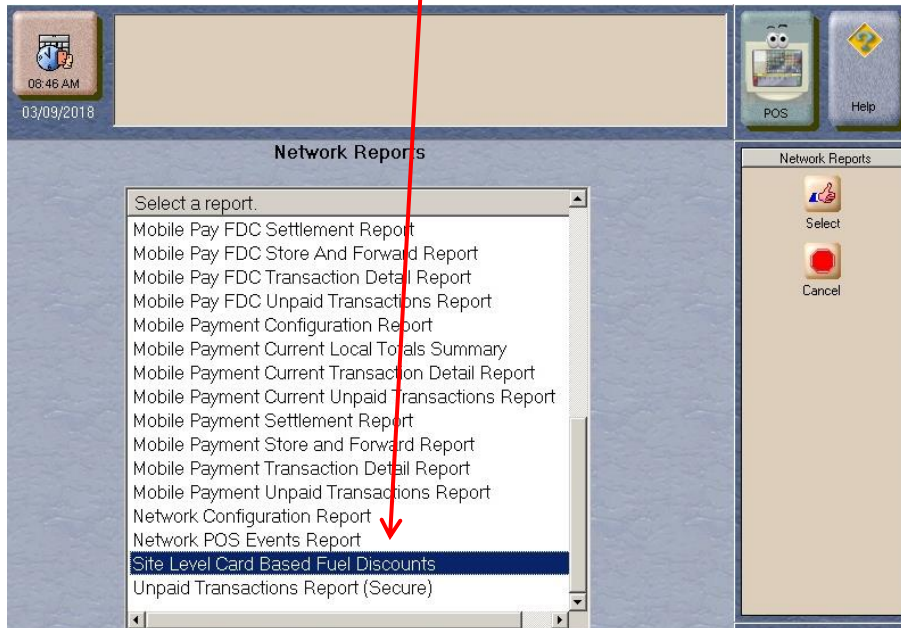 08:46 AM
03/09/2018
POS
Help
Network Reports
Select a report.
Mobile Pay FDC Settlement Report
Mobile Pay FDC Store And Forward Report
Mobile Pay FDC Transaction Detail Report
Mobile Pay FDC Unpaid Transactions Report
Mobile Payment Configuration Report
Mobile Payment Current Local Totals Summary
Mobile Payment Current Transaction Detail Report
Mobile Payment Current Unpaid Transactions Report
Mobile Payment Settlement Report
Mobile Payment Store and Forward Report
Mobile Payment Transaction Detail Report
Mobile Payment Unpaid Transactions Report
Network Configuration Report
Network POS Events Report
Site Level Card Based Fuel Discounts
Unpaid Transactions Report (Secure)
Network Reports
Select
Cancel